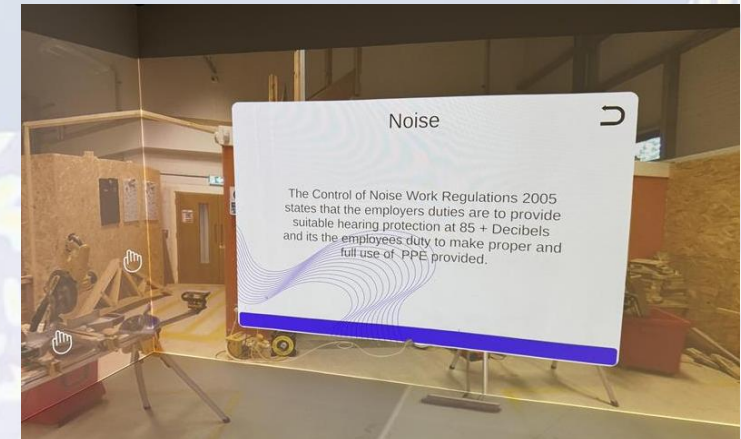 Noise
The Control of Noise Work Regulations 2005
states that the employers duties are to provide
suitable hearing protection at 85 + Decibels
and its the employees duty to make proper and
full use of PPE provided.